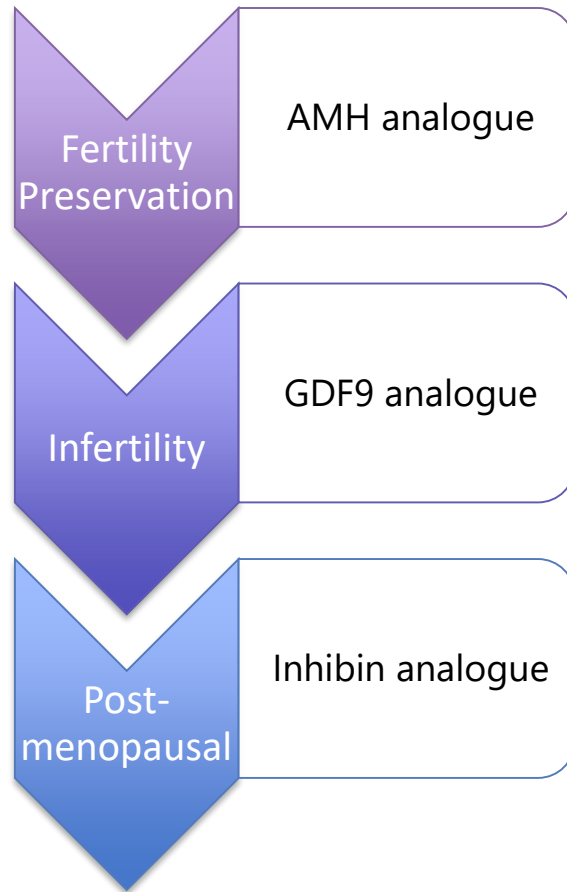 Fertility
Preservation
AMH analogue
Infertility
GDF9 analogue
Post-
menopausal
Inhibin analogue